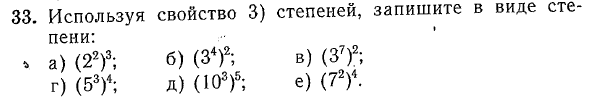 33. Используя свойство 3) степеней, запишите в виде сте-
пени:
а) (2²)³; б) (3⁴)²; в) (3⁷)²;
г) (5³)⁴; д) (10³)⁵; е) (7²)⁴.